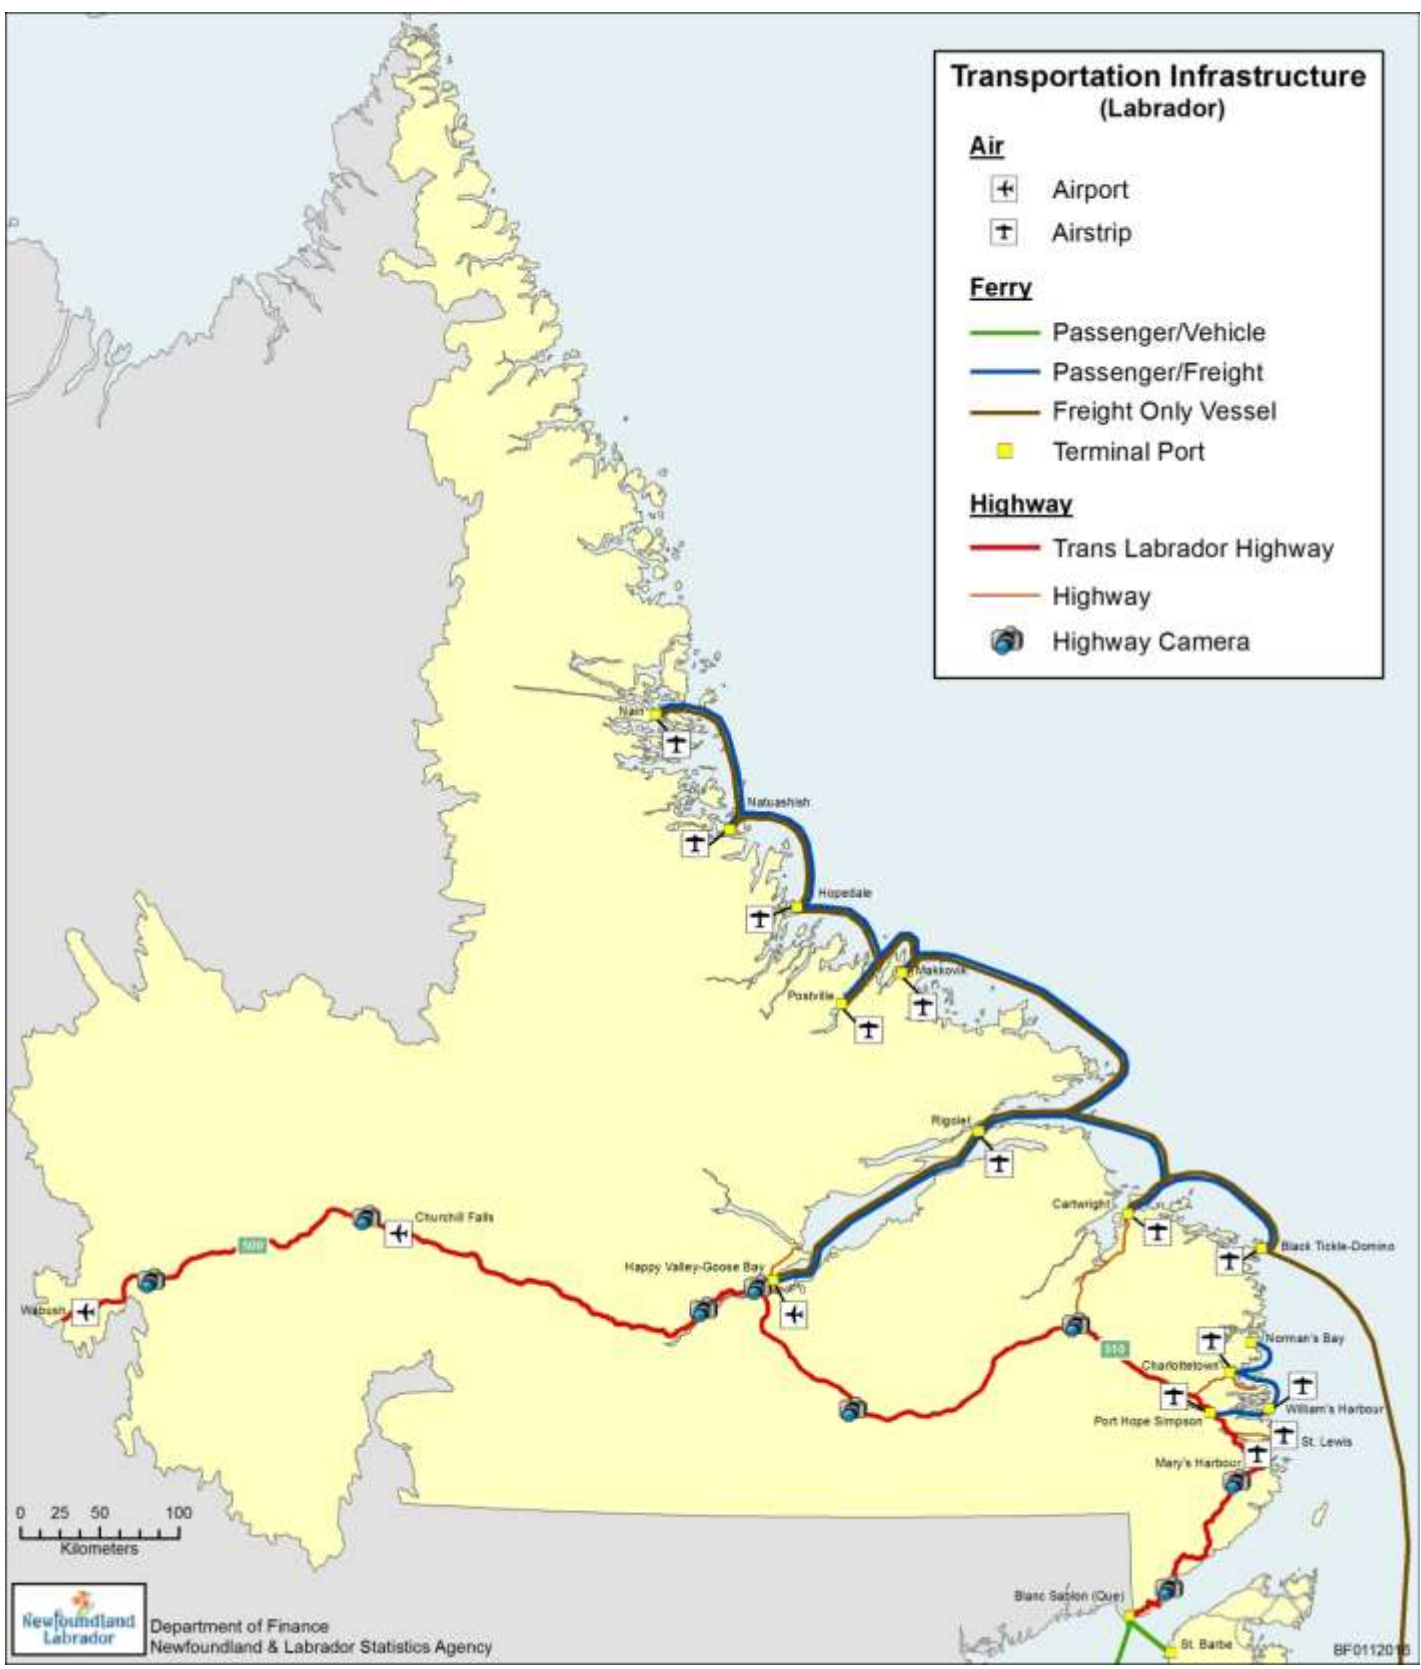 Transportation Infrastructure
(Labrador)
Air
Airport
Airstrip
Ferry
Passenger/Vehicle
Passenger/Freight
Freight Only Vessel
Terminal Port
Highway
Trans Labrador Highway
Highway
Highway Camera
Nain
Natuashish
Hopedale
Makkovik
Postville
Rigolet
Cartwright
Churchill Falls
500
Black Tickle-Domino
Happy Valley-Goose Bay
Wabush
Norman's Bay
510
Charlottetown
William's Harbour
Port Hope Simpson
St. Lewis
Mary's Harbour
0 25 50 100
Kilometers
Blanc Sablon (Que)
Newfoundland
Labrador
Department of Finance
Newfoundland & Labrador Statistics Agency
St. Barbe